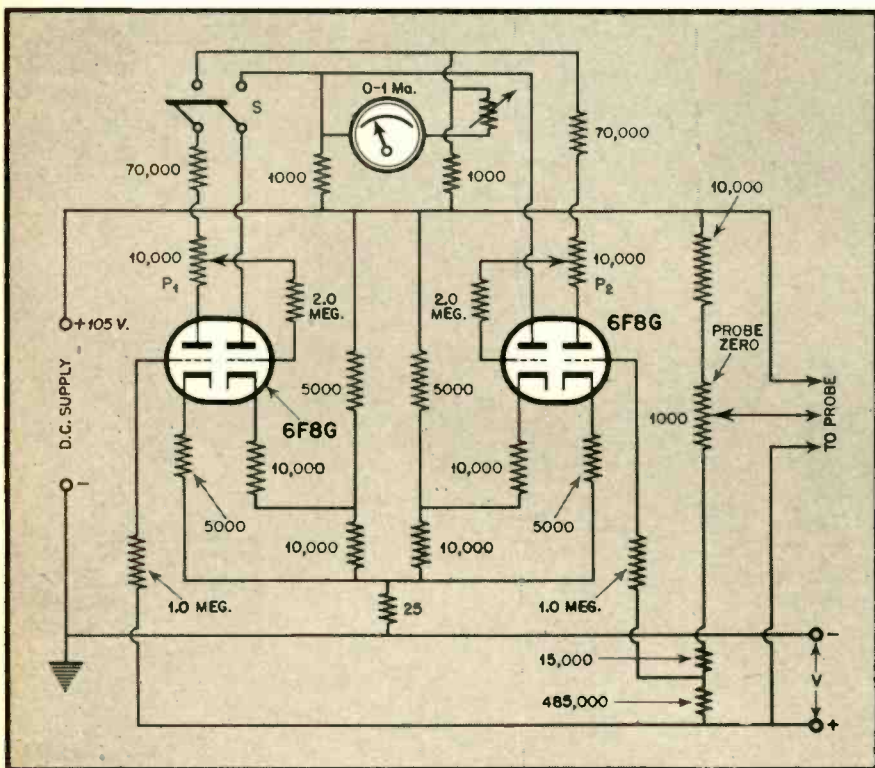 0-1 Ma.
S
70,000
1000
1000
70,000
10,000
10,000
P1
2.0
MEG.
2.0
MEG.
10,000
P2
6F8G
+105 V.
D.C. SUPPLY
-
PROBE
ZERO
5000
5000
1000
TO PROBE
6F8G
10,000
10,000
5000
5000
10,000
10,000
1.0 MEG.
25
1.0 MEG.
-
15,000
V
485,000
+